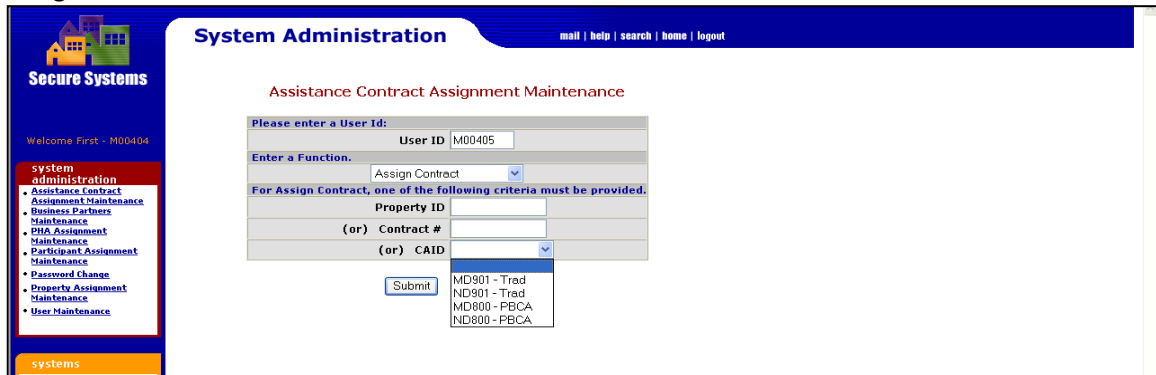 System Administration
mail | help | search | home | logout
Secure Systems
Welcome First - M00404
system
administration
Assistance Contract
Assignment Maintenance
Business Partners
Maintenance
PHA Assignment
Maintenance
Participant Assignment
Maintenance
Password Change
Property Assignment
Maintenance
User Maintenance
systems
Assistance Contract Assignment Maintenance
Please enter a User Id:
User ID M00405
Enter a Function.
Assign Contract
For Assign Contract, one of the following criteria must be provided.
Property ID
(or) Contract #
(or) CAID
MD901 - Trad
ND901 - Trad
MD800 - PBCA
ND800 - PBCA
Submit